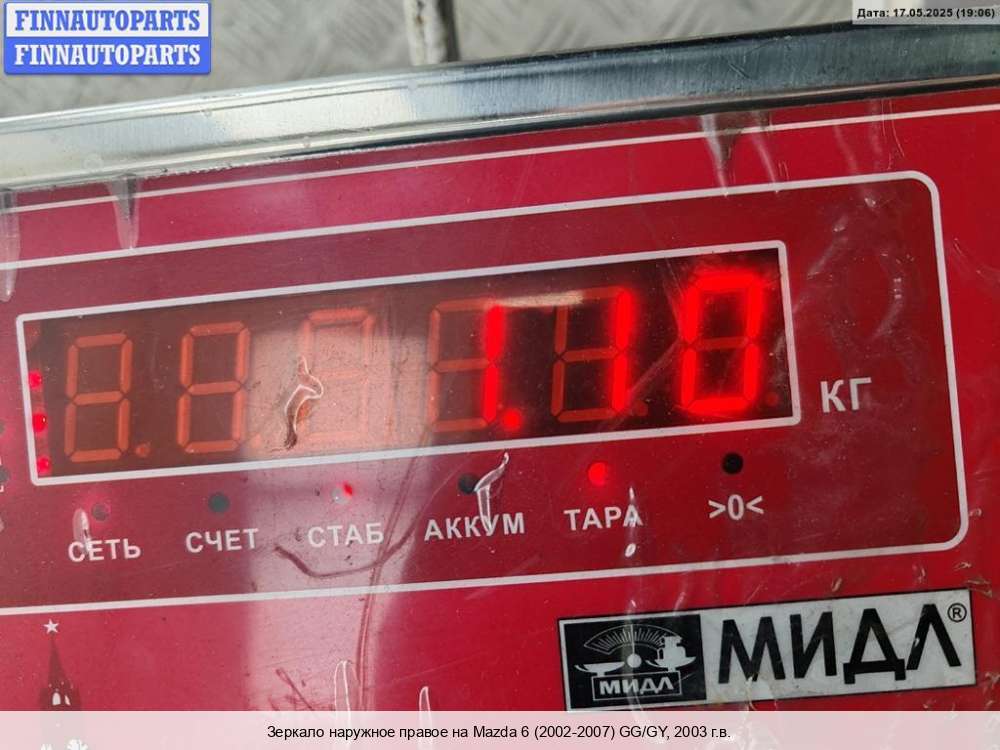 FINNAUTOPARTS
FINNAUTOPARTS
Дата: 17.05.2025 (19:06)
1.10
КГ
СЕТЬ СЧЕТ СТАБ АККУМ ТАРА >0<
МИДЛ МИДЛ®
Зеркало наружное правое на Mazda 6 (2002-2007) GG/GY, 2003 г.в.